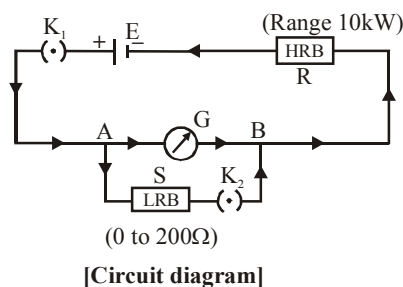 (Range 10kW)
K₁
+ E −
HRB
R
A
G
B
S
K₂
LRB
(0 to 200Ω)
[Circuit diagram]